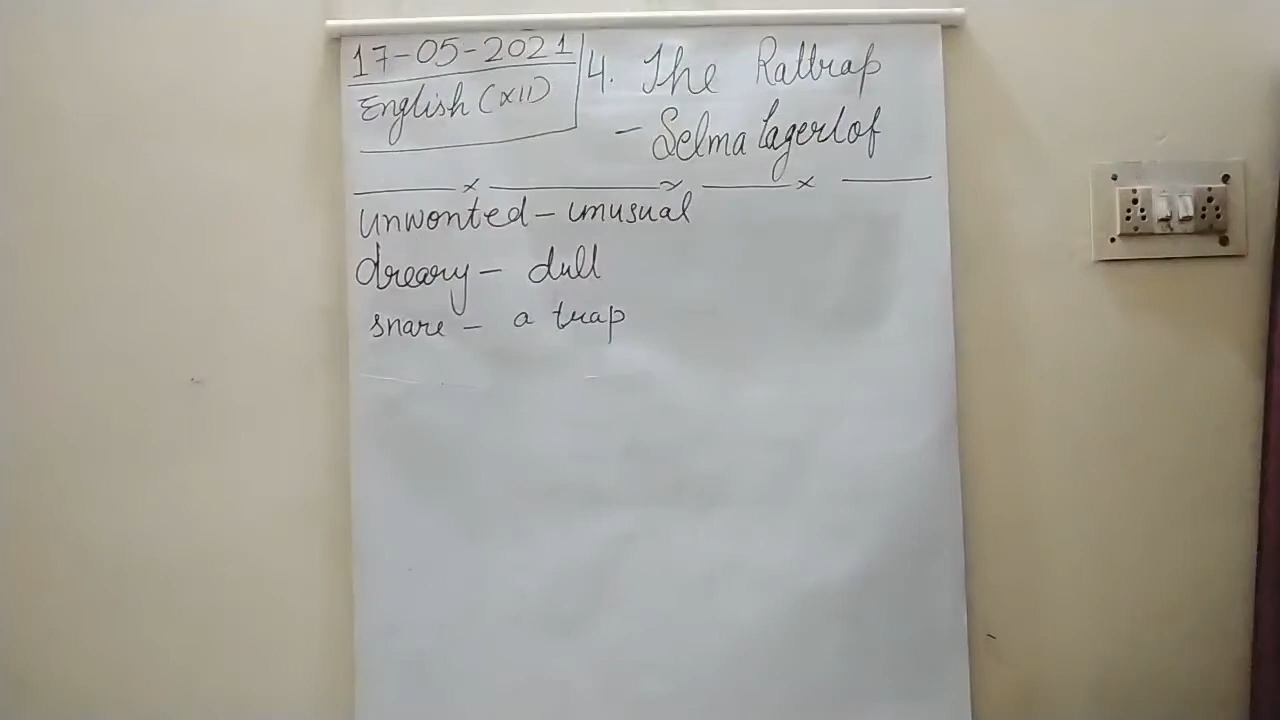 17-05-2021
English (XII)
4. The Rattrap
- Selma Lagerlof
unwonted - unusual
dreary - dull
snare - a trap